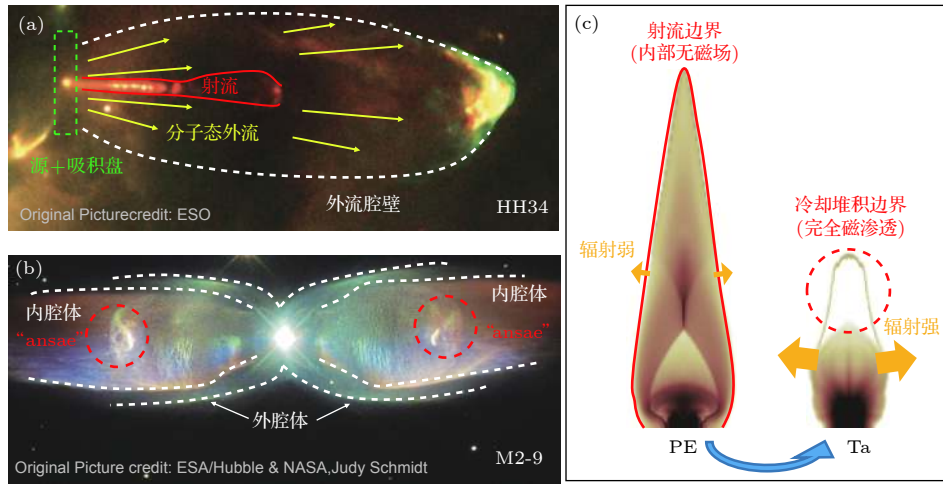 (a)
射流
分子态外流
源+吸积盘
外流腔壁
Original Picturecredit: ESO
HH34
(b)
内腔体
内腔体
“ansae”
“ansae”
外腔体
Original Picture credit: ESA/Hubble & NASA,Judy Schmidt
M2-9
(c)
射流边界
(内部无磁场)
冷却堆积边界
(完全磁渗透)
辐射弱
辐射强
PE
Ta